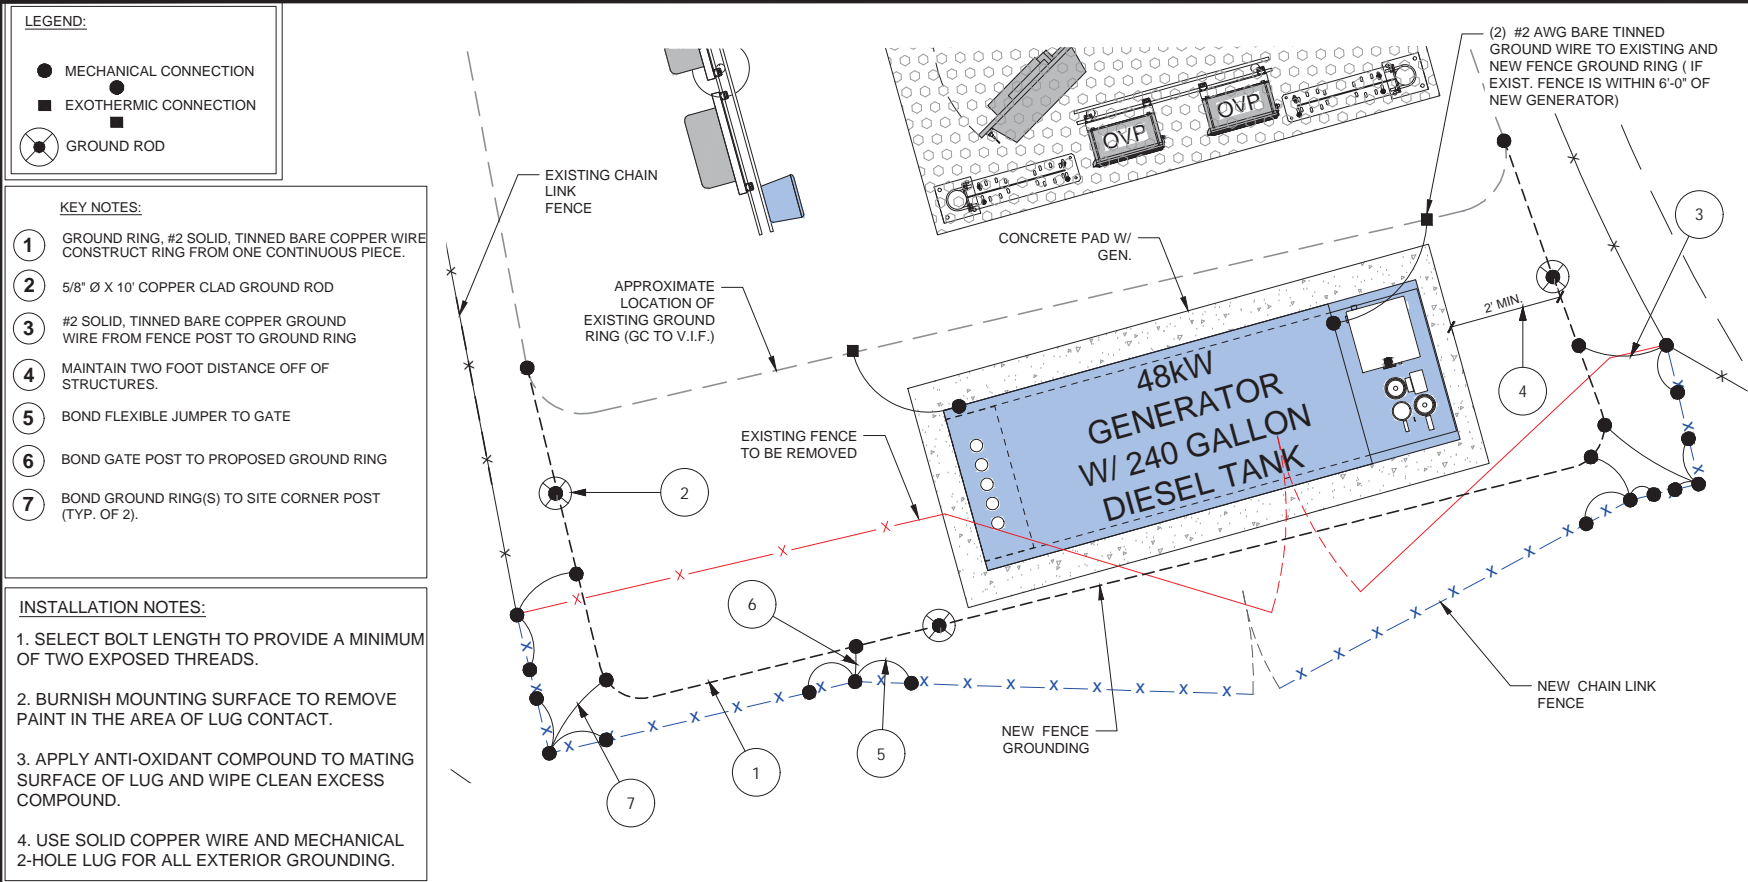 LEGEND:
MECHANICAL CONNECTION
EXOTHERMIC CONNECTION
GROUND ROD
KEY NOTES:
1 GROUND RING, #2 SOLID, TINNED BARE COPPER WIRE
CONSTRUCT RING FROM ONE CONTINUOUS PIECE.
2 5/8" Ø X 10' COPPER CLAD GROUND ROD
3 #2 SOLID, TINNED BARE COPPER GROUND
WIRE FROM FENCE POST TO GROUND RING
4 MAINTAIN TWO FOOT DISTANCE OFF OF
STRUCTURES.
5 BOND FLEXIBLE JUMPER TO GATE
6 BOND GATE POST TO PROPOSED GROUND RING
7 BOND GROUND RING(S) TO SITE CORNER POST
(TYP. OF 2).
INSTALLATION NOTES:
1. SELECT BOLT LENGTH TO PROVIDE A MINIMUM
OF TWO EXPOSED THREADS.
2. BURNISH MOUNTING SURFACE TO REMOVE
PAINT IN THE AREA OF LUG CONTACT.
3. APPLY ANTI-OXIDANT COMPOUND TO MATING
SURFACE OF LUG AND WIPE CLEAN EXCESS
COMPOUND.
4. USE SOLID COPPER WIRE AND MECHANICAL
2-HOLE LUG FOR ALL EXTERIOR GROUNDING.
(2) #2 AWG BARE TINNED
GROUND WIRE TO EXISTING AND
NEW FENCE GROUND RING ( IF
EXIST. FENCE IS WITHIN 6'-0" OF
NEW GENERATOR)
OVP
OVP
EXISTING CHAIN
LINK
FENCE
3
CONCRETE PAD W/
GEN.
APPROXIMATE
LOCATION OF
EXISTING GROUND
RING (GC TO V.I.F.)
2' MIN.
4
48kW
GENERATOR
W/ 240 GALLON
DIESEL TANK
EXISTING FENCE
TO BE REMOVED
2
6
NEW CHAIN LINK
FENCE
NEW FENCE
GROUNDING
5
1
7